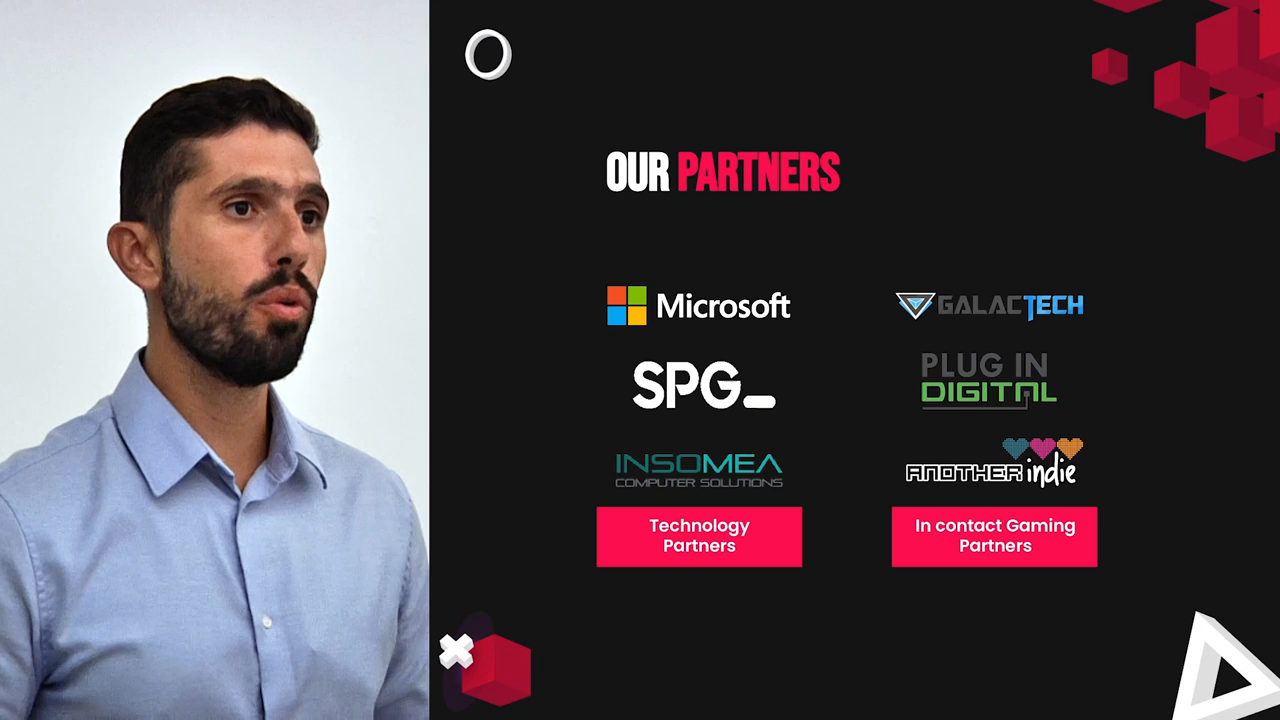 OUR PARTNERS
Microsoft
SPG_
INSOMEA
COMPUTER SOLUTIONS
Technology
Partners
GALACTECH
PLUG IN
DIGITAL
ANOTHER indie
In contact Gaming
Partners